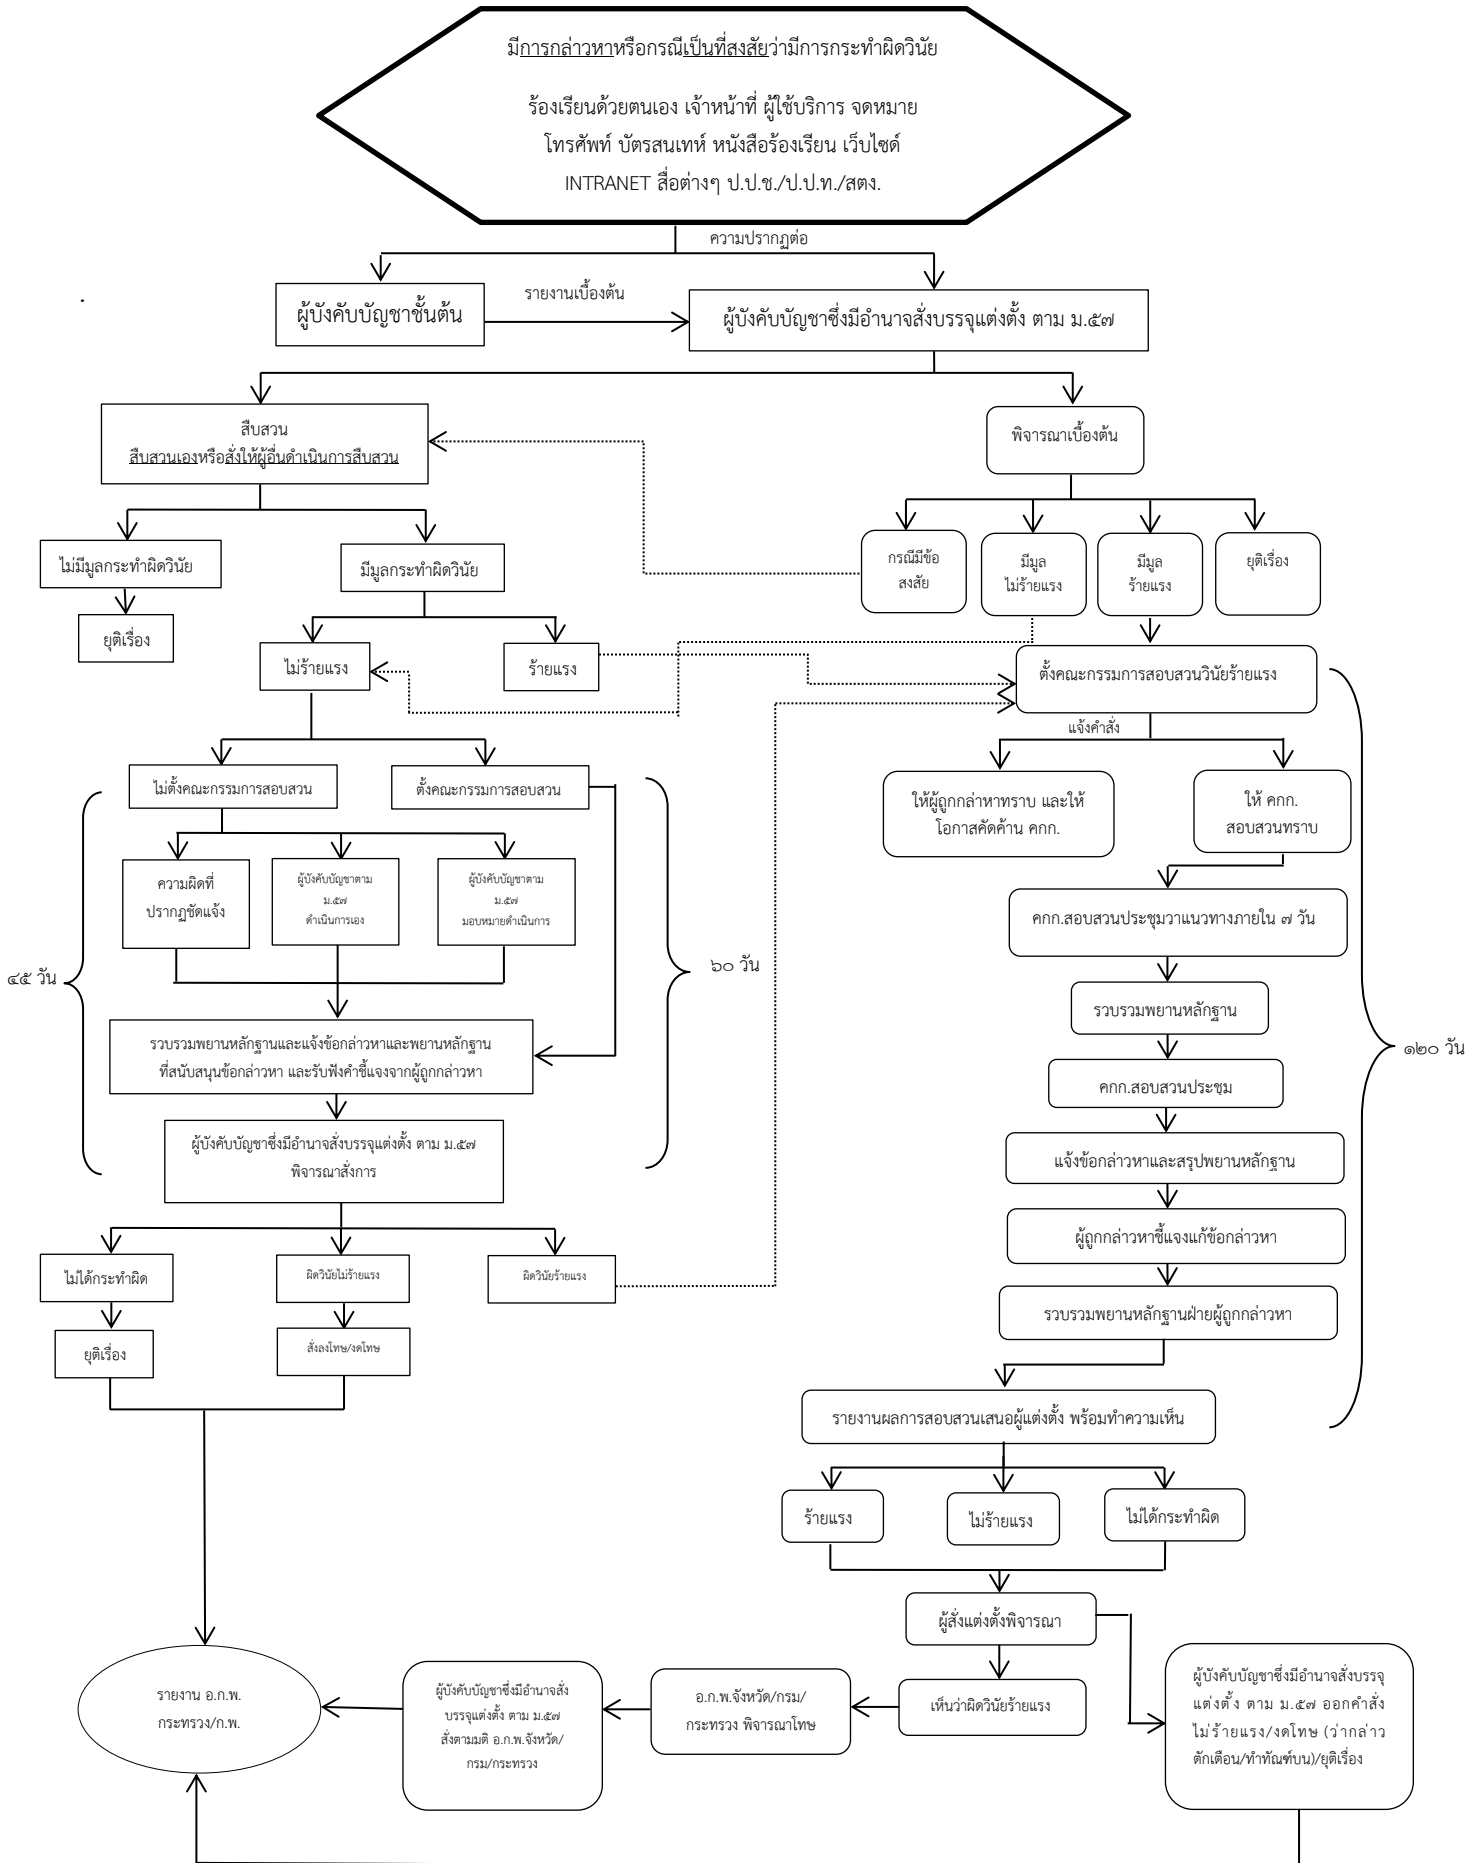 มีการกล่าวหาหรือกรณีเป็นที่สงสัยว่ามีการกระทำผิดวินัย
ร้องเรียนด้วยตนเอง เจ้าหน้าที่ ผู้ใช้บริการ จดหมาย
โทรศัพท์ บัตรสนเทห์ หนังสือร้องเรียน เว็บไซด์
INTRANET สื่อต่างๆ ป.ป.ช./ป.ป.ท./สตง.
ความปรากฏต่อ
ผู้บังคับบัญชาชั้นต้น
รายงานเบื้องต้น
ผู้บังคับบัญชาซึ่งมีอำนาจสั่งบรรจุแต่งตั้ง ตาม ม.๕๗
สืบสวน
สืบสวนเองหรือสั่งให้ผู้อื่นดำเนินการสืบสวน
พิจารณาเบื้องต้น
ไม่มีมูลกระทำผิดวินัย
มีมูลกระทำผิดวินัย
กรณีมีข้อ
สงสัย
มีมูล
ไม่ร้ายแรง
มีมูล
ร้ายแรง
ยุติเรื่อง
ยุติเรื่อง
ไม่ร้ายแรง
ร้ายแรง
ตั้งคณะกรรมการสอบสวนวินัยร้ายแรง
แจ้งคำสั่ง
ไม่ตั้งคณะกรรมการสอบสวน
ตั้งคณะกรรมการสอบสวน
ให้ผู้ถูกกล่าหาทราบ และให้
โอกาสคัดค้าน คกก.
ให้ คกก.
สอบสวนทราบ
ความผิดที่
ปรากฏชัดแจ้ง
ผู้บังคับบัญชาตาม
ม.๕๗
ดำเนินการเอง
ผู้บังคับบัญชาตาม
ม.๕๗
มอบหมายดำเนินการ
คกก.สอบสวนประชุมวาแนวทางภายใน ๗ วัน
๔๕ วัน
๖๐ วัน
รวบรวมพยานหลักฐาน
รวบรวมพยานหลักฐานและแจ้งข้อกล่าวหาและพยานหลักฐาน
ที่สนับสนุนข้อกล่าวหา และรับฟังคำชี้แจงจากผู้ถูกกล่าวหา
๑๒๐ วัน
คกก.สอบสวนประชุม
ผู้บังคับบัญชาซึ่งมีอำนาจสั่งบรรจุแต่งตั้ง ตาม ม.๕๗
พิจารณาสั่งการ
แจ้งข้อกล่าวหาและสรุปพยานหลักฐาน
ผู้ถูกกล่าวหาชี้แจงแก้ข้อกล่าวหา
ไม่ได้กระทำผิด
ผิดวินัยไม่ร้ายแรง
ผิดวินัยร้ายแรง
รวบรวมพยานหลักฐานฝ่ายผู้ถูกกล่าวหา
ยุติเรื่อง
สั่งลงโทษ/งดโทษ
รายงานผลการสอบสวนเสนอผู้แต่งตั้ง พร้อมทำความเห็น
ร้ายแรง
ไม่ร้ายแรง
ไม่ได้กระทำผิด
ผู้สั่งแต่งตั้งพิจารณา
รายงาน อ.ก.พ.
กระทรวง/ก.พ.
ผู้บังคับบัญชาซึ่งมีอำนาจสั่ง
บรรจุแต่งตั้ง ตาม ม.๕๗
สั่งตามมติ อ.ก.พ.จังหวัด/
กรม/กระทรวง
อ.ก.พ.จังหวัด/กรม/
กระทรวง พิจารณาโทษ
เห็นว่าผิดวินัยร้ายแรง
ผู้บังคับบัญชาซึ่งมีอำนาจสั่งบรรจุ
แต่งตั้ง ตาม ม.๕๗ ออกคำสั่ง
ไม่ร้ายแรง/งดโทษ (ว่ากล่าว
ตักเตือน/ทำทัณฑ์บน)/ยุติเรื่อง